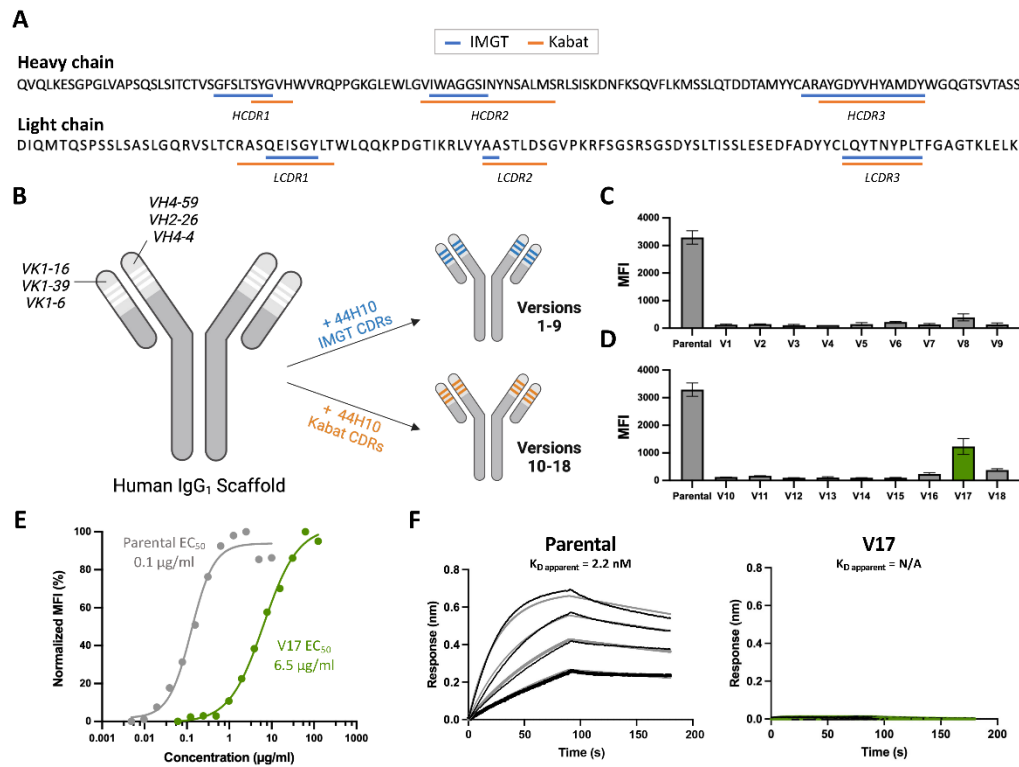 A
IMGT Kabat
Heavy chain
QVQLKESGPGLVAPSQSLSITCTVSGFSLTSYGVHWVRQPPGKGLEWLGVIWAGGSINYNSALMSRLSISKDNFKSQVFLKMSSLQTDDTAMYYCARAYGDYVHYAMDYWGQGTSVTASS
HCDR1 HCDR2 HCDR3
Light chain
DIQMTQSPSSLSASLGQRVSLTCRASQEISGYLTWLQQKPDGTIKRLVYAASTLDSGVPKRFSGSRSGSDYSLTISSLESEDFADYYCLQYTNYPLTFGAGTKLELK
LCDR1 LCDR2 LCDR3
B
VH4-59
VH2-26
VH4-4
VK1-16
VK1-39
VK1-6
+ 44H10
IMGT CDRs
Versions
1-9
+ 44H10
Kabat CDRs
Versions
10-18
Human IgG₁ Scaffold
C
MFI
4000
3000
2000
1000
0
Parental V1 V2 V3 V4 V5 V6 V7 V8 V9
D
MFI
4000
3000
2000
1000
0
Parental V10 V11 V12 V13 V14 V15 V16 V17 V18
E
Normalized MFI (%)
100
80
60
40
20
0
Parental EC₅₀
0.1 µg/ml
V17 EC₅₀
6.5 µg/ml
0.001 0.01 0.1 1 10 100 1000
Concentration (µg/ml)
F
Parental
K_D apparent = 2.2 nM
Response (nm)
0.8
0.6
0.4
0.2
0.0
0 50 100 150 200
Time (s)
V17
K_D apparent = N/A
Response (nm)
0.8
0.6
0.4
0.2
0.0
0 50 100 150 200
Time (s)